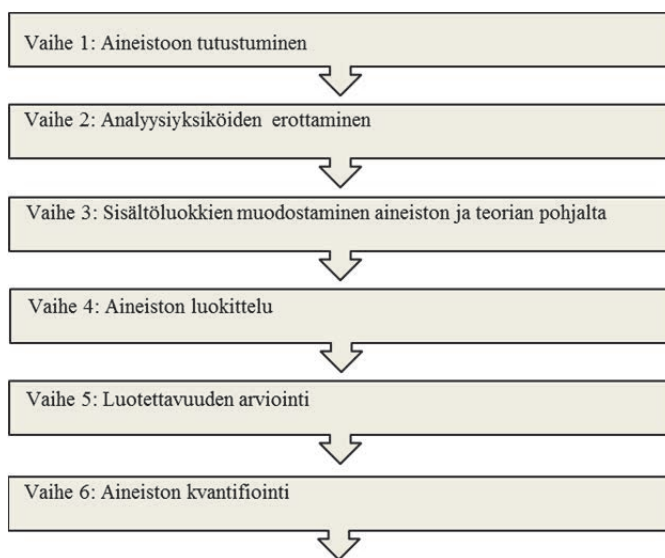 Vaihe 1: Aineistoon tutustuminen
Vaihe 2: Analyysiyksiköiden erottaminen
Vaihe 3: Sisältöluokkien muodostaminen aineiston ja teorian pohjalta
Vaihe 4: Aineiston luokittelu
Vaihe 5: Luotettavuuden arviointi
Vaihe 6: Aineiston kvantifiointi